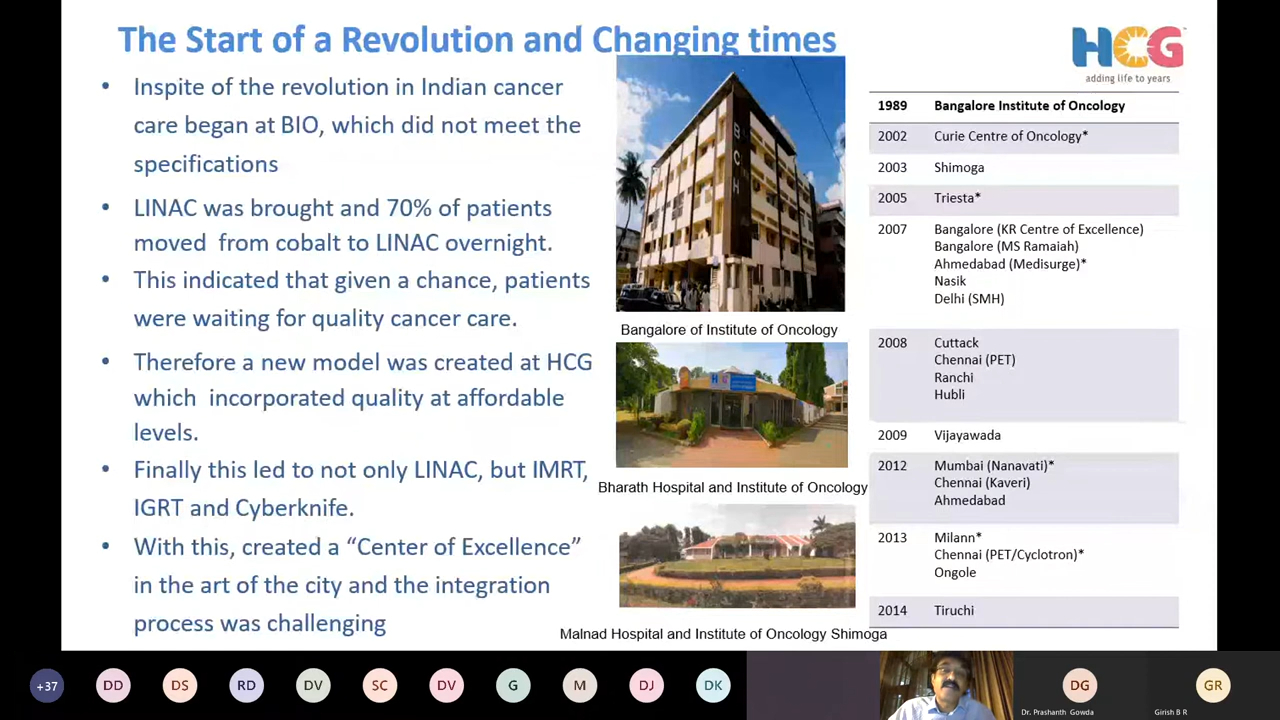 The Start of a Revolution and Changing times
HCG
adding life to years
• Inspite of the revolution in Indian cancer
care began at BIO, which did not meet the
specifications
• LINAC was brought and 70% of patients
moved from cobalt to LINAC overnight.
• This indicated that given a chance, patients
were waiting for quality cancer care.
• Therefore a new model was created at HCG
which incorporated quality at affordable
levels.
• Finally this led to not only LINAC, but IMRT,
IGRT and Cyberknife.
• With this, created a “Center of Excellence”
in the art of the city and the integration
process was challenging
BCH
Bangalore of Institute of Oncology
Bharath Hospital and Institute of Oncology
Malnad Hospital and Institute of Oncology Shimoga
1989 Bangalore Institute of Oncology
2002 Curie Centre of Oncology*
2003 Shimoga
2005 Triesta*
2007 Bangalore (KR Centre of Excellence)
Bangalore (MS Ramaiah)
Ahmedabad (Medisurge)*
Nasik
Delhi (SMH)
2008 Cuttack
Chennai (PET)
Ranchi
Hubli
2009 Vijayawada
2012 Mumbai (Nanavati)*
Chennai (Kaveri)
Ahmedabad
2013 Milann*
Chennai (PET/Cyclotron)*
Ongole
2014 Tiruchi
+37 DD DS RD DV SC DV G M DJ DK DG GR
Dr. Prashanth Gowda
Girish B R